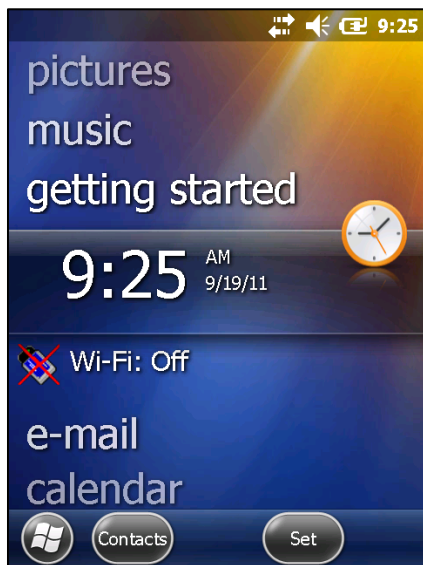 9:25
pictures
music
getting started
9:25 AM
9/19/11
Wi-Fi: Off
e-mail
calendar
Contacts Set